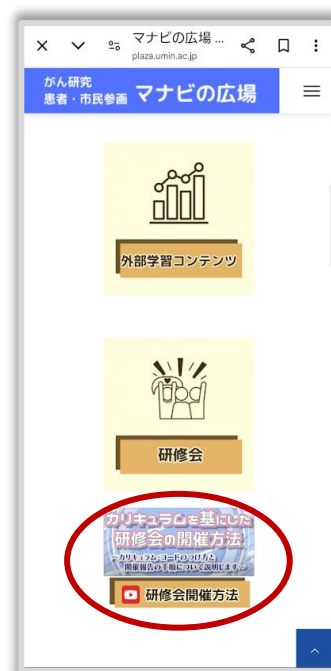 マナビの広場 ...
plaza.umin.ac.jp
がん研究
患者・市民参画 マナビの広場
外部学習コンテンツ
研修会
カリキュラムを基にした
研修会の開催方法
~カリキュラム・コードのつけ方と
開催報告の手順について説明します~
研修会開催方法